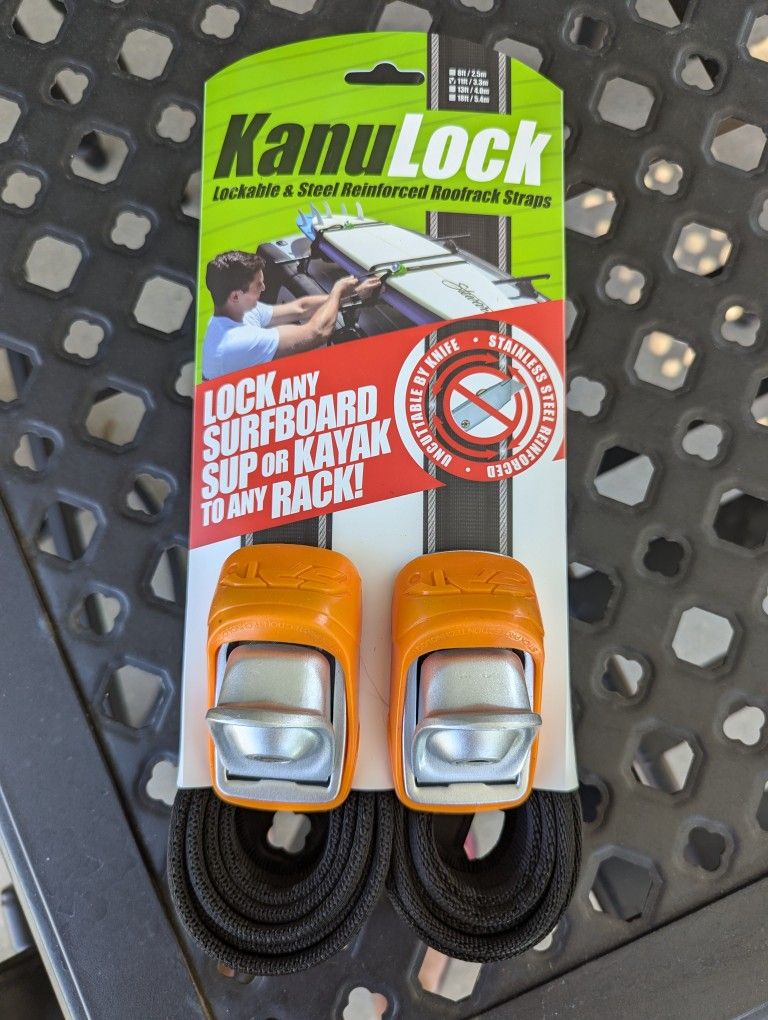 8ft / 2.5m
11ft / 3.3m
13ft / 4.0m
18ft / 5.4m
KanuLock
Lockable & Steel Reinforced Roofrack Straps
LOCK ANY
SURFBOARD
SUP OR KAYAK
TO ANY RACK!
UNCUTTABLE BY KNIFE • STAINLESS STEEL REINFORCED •